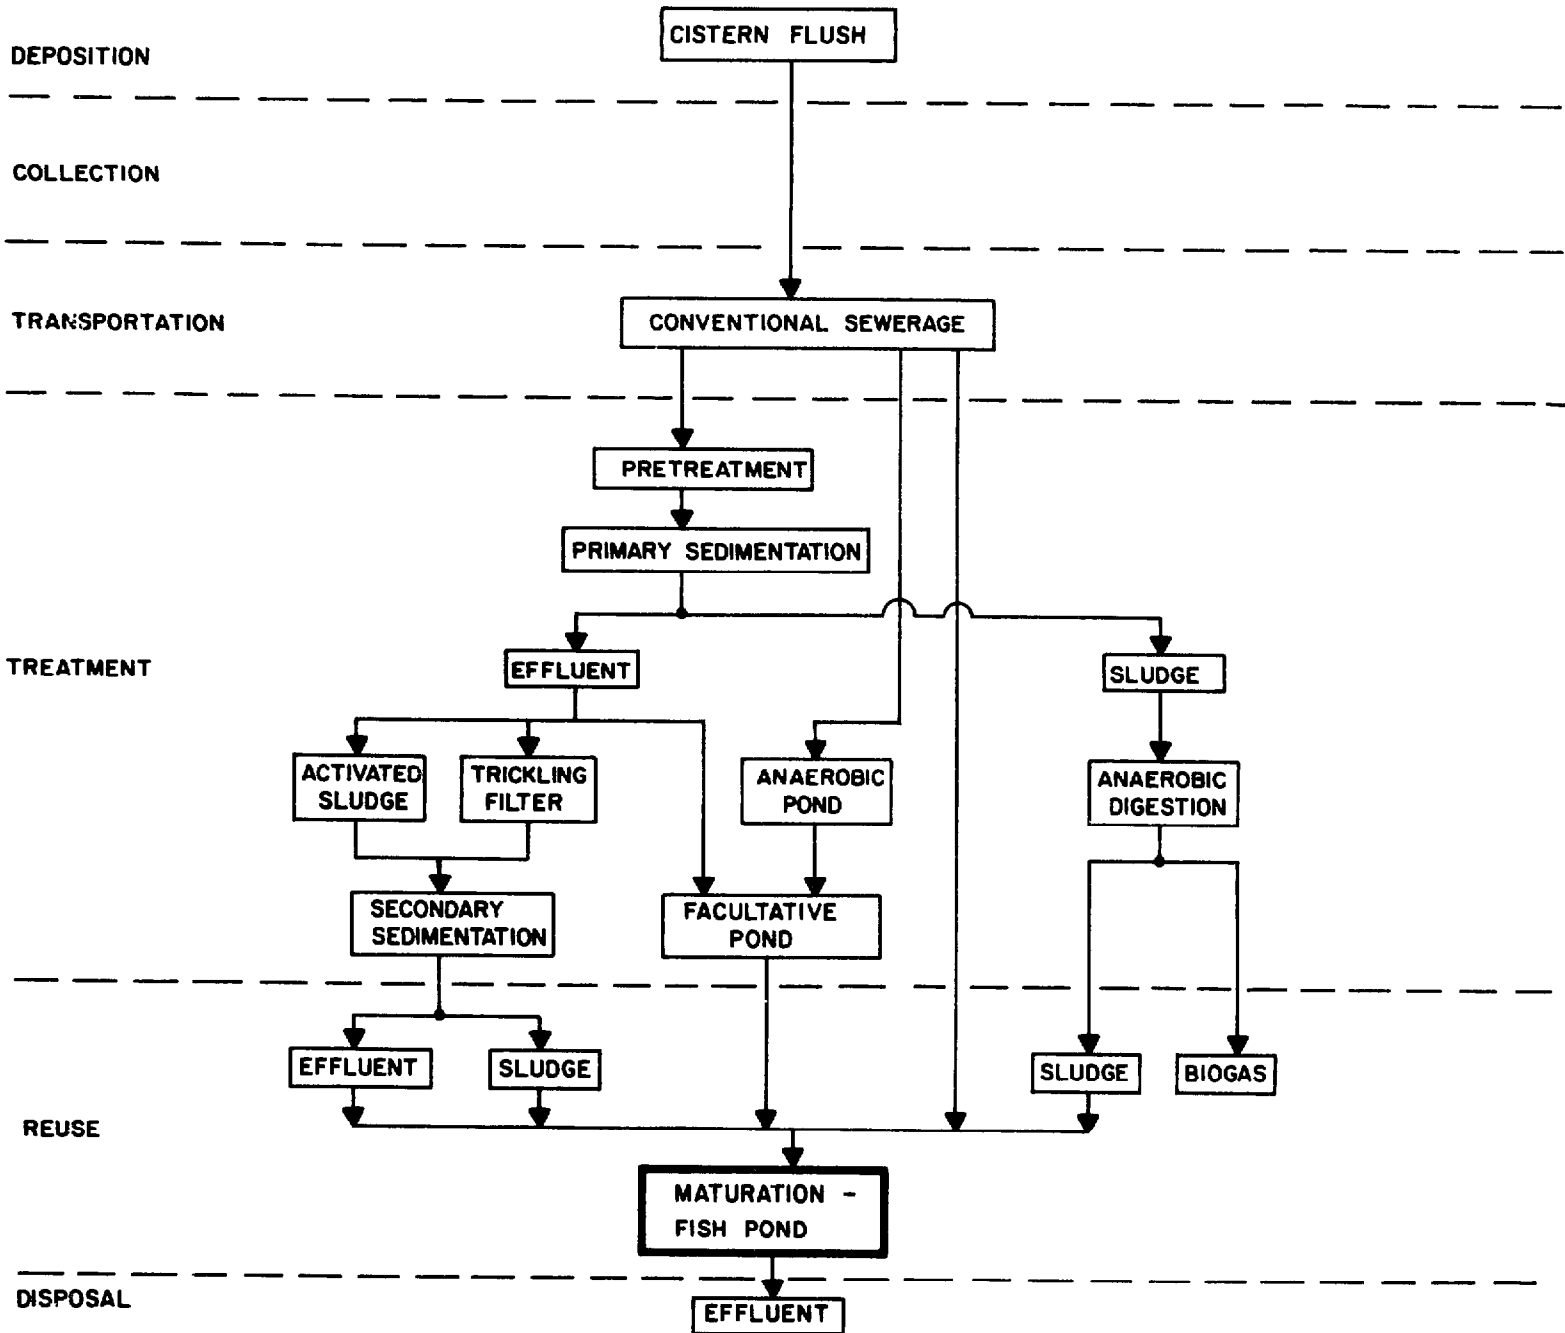 CISTERN FLUSH
DEPOSITION
COLLECTION
TRANSPORTATION
CONVENTIONAL SEWERAGE
PRETREATMENT
PRIMARY SEDIMENTATION
TREATMENT
EFFLUENT
SLUDGE
ACTIVATED
SLUDGE
TRICKLING
FILTER
ANAEROBIC
POND
ANAEROBIC
DIGESTION
SECONDARY
SEDIMENTATION
FACULTATIVE
POND
EFFLUENT
SLUDGE
SLUDGE
BIOGAS
REUSE
MATURATION -
FISH POND
DISPOSAL
EFFLUENT